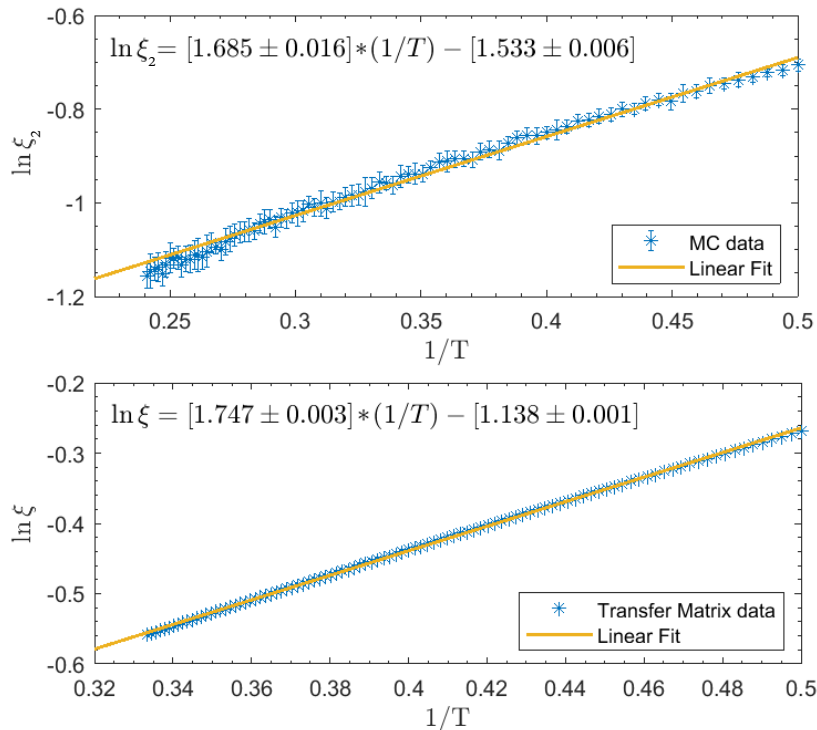 -0.6
ln ξ₂= [1.685 ± 0.016]*(1/T) − [1.533 ± 0.006]
-0.8
ln ξ₂
-1
MC data
Linear Fit
-1.2
0.25 0.3 0.35 0.4 0.45 0.5
1/T
-0.2
ln ξ = [1.747 ± 0.003]*(1/T) − [1.138 ± 0.001]
-0.3
ln ξ
-0.4
-0.5
Transfer Matrix data
Linear Fit
-0.6
0.32 0.34 0.36 0.38 0.4 0.42 0.44 0.46 0.48 0.5
1/T